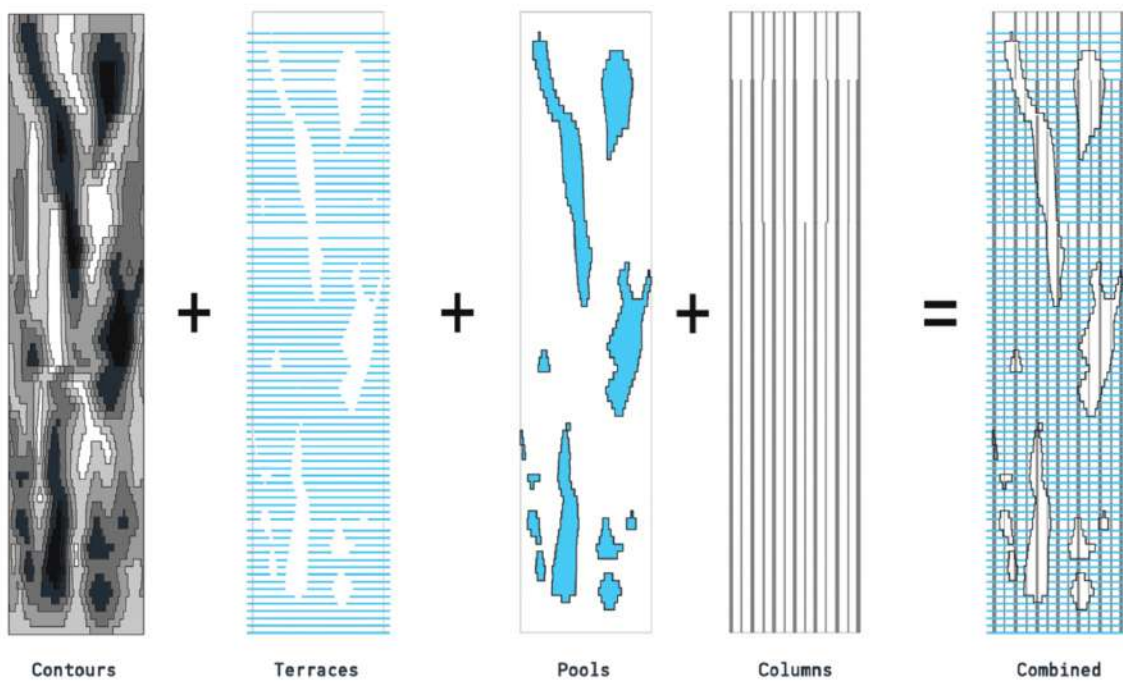 + + + =
Contours Terraces Pools Columns Combined